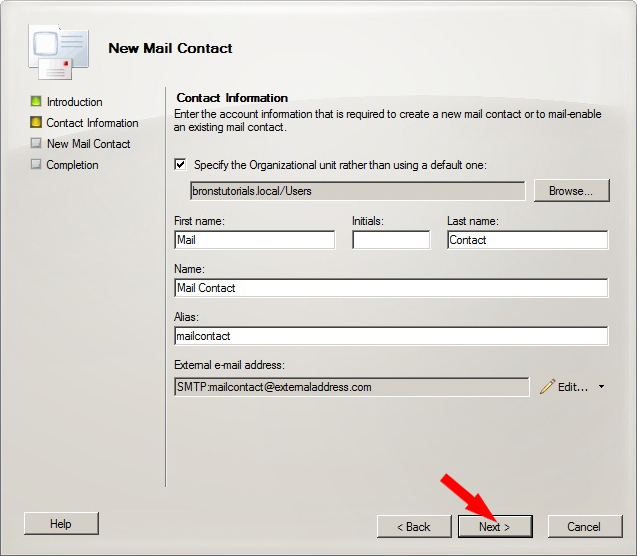 New Mail Contact
Introduction
Contact Information
New Mail Contact
Completion
Contact Information
Enter the account information that is required to create a new mail contact or to mail-enable
an existing mail contact.
Specify the Organizational unit rather than using a default one:
bronstutorials.local/Users
Browse...
First name:
Initials:
Last name:
Mail
Contact
Name:
Mail Contact
Alias:
mailcontact
External e-mail address:
SMTP:mailcontact@externaladdress.com
Edit...
Help
< Back
Next >
Cancel